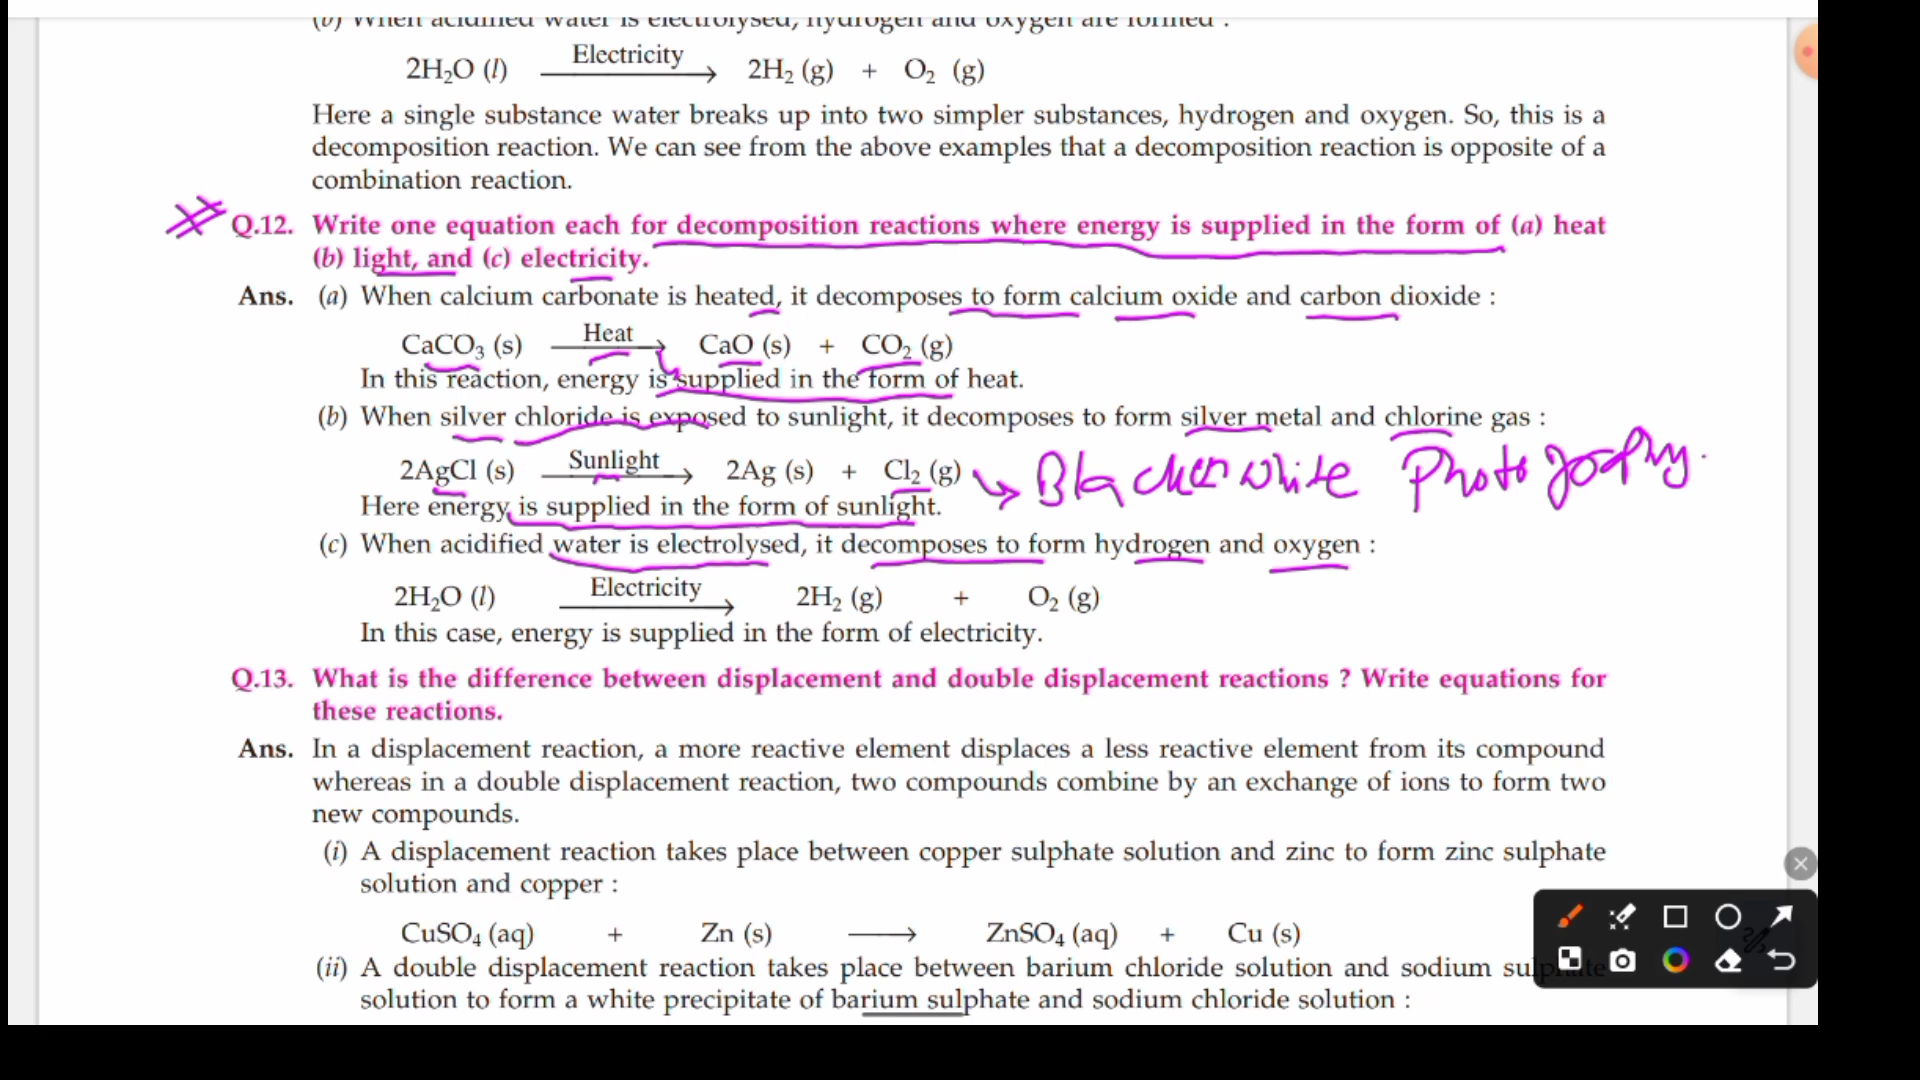 (b) When acidified water is electrolysed, hydrogen and oxygen are formed :
2H₂O (l) Electricity → 2H₂ (g) + O₂ (g)
Here a single substance water breaks up into two simpler substances, hydrogen and oxygen. So, this is a
decomposition reaction. We can see from the above examples that a decomposition reaction is opposite of a
combination reaction.
Q.12. Write one equation each for decomposition reactions where energy is supplied in the form of (a) heat
(b) light, and (c) electricity.
Ans. (a) When calcium carbonate is heated, it decomposes to form calcium oxide and carbon dioxide :
CaCO₃ (s) Heat → CaO (s) + CO₂ (g)
In this reaction, energy is supplied in the form of heat.
(b) When silver chloride is exposed to sunlight, it decomposes to form silver metal and chlorine gas :
2AgCl (s) Sunlight → 2Ag (s) + Cl₂ (g) white
Here energy is supplied in the form of sunlight.
(c) When acidified water is electrolysed, it decomposes to form hydrogen and oxygen :
2H₂O (l) Electricity → 2H₂ (g) + O₂ (g)
In this case, energy is supplied in the form of electricity.
Q.13. What is the difference between displacement and double displacement reactions ? Write equations for
these reactions.
Ans. In a displacement reaction, a more reactive element displaces a less reactive element from its compound
whereas in a double displacement reaction, two compounds combine by an exchange of ions to form two
new compounds.
(i) A displacement reaction takes place between copper sulphate solution and zinc to form zinc sulphate
solution and copper :
CuSO₄ (aq) + Zn (s) → ZnSO₄ (aq) + Cu (s)
(ii) A double displacement reaction takes place between barium chloride solution and sodium sulphate
solution to form a white precipitate of barium sulphate and sodium chloride solution :